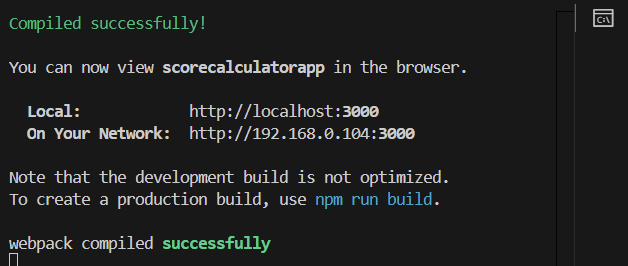 Compiled successfully!
You can now view scorecalculatorapp in the browser.
Local: http://localhost:3000
On Your Network: http://192.168.0.104:3000
Note that the development build is not optimized.
To create a production build, use npm run build.
webpack compiled successfully